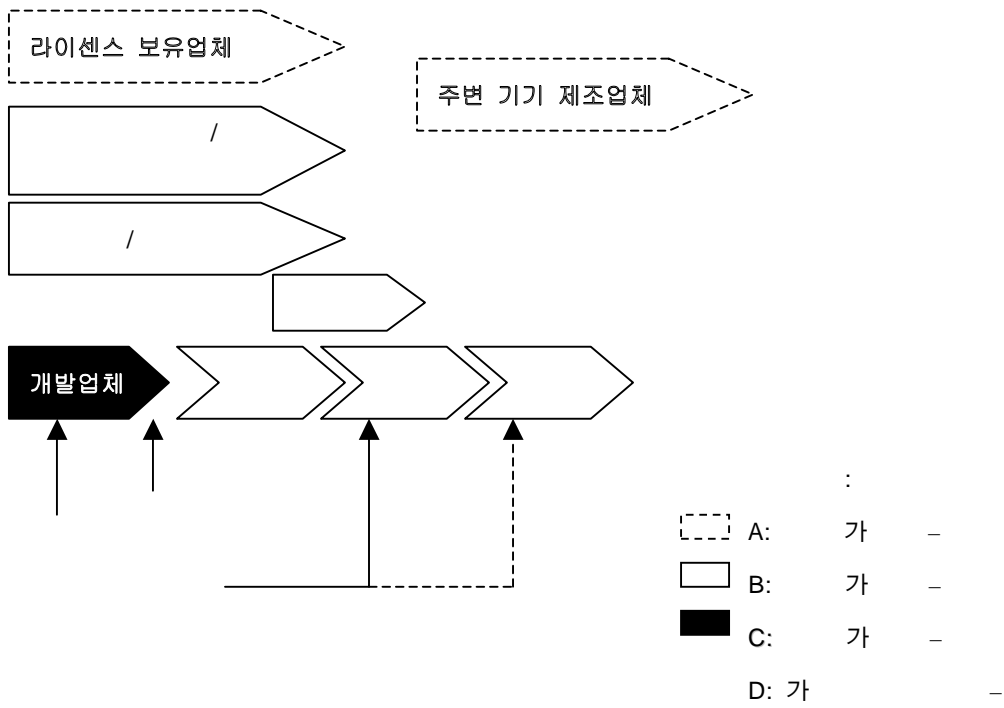 라이센스 보유업체
주변 기기 제조업체
/
/
개발업체
:
A: 가 –
B: 가 –
C: 가 –
D: 가 –